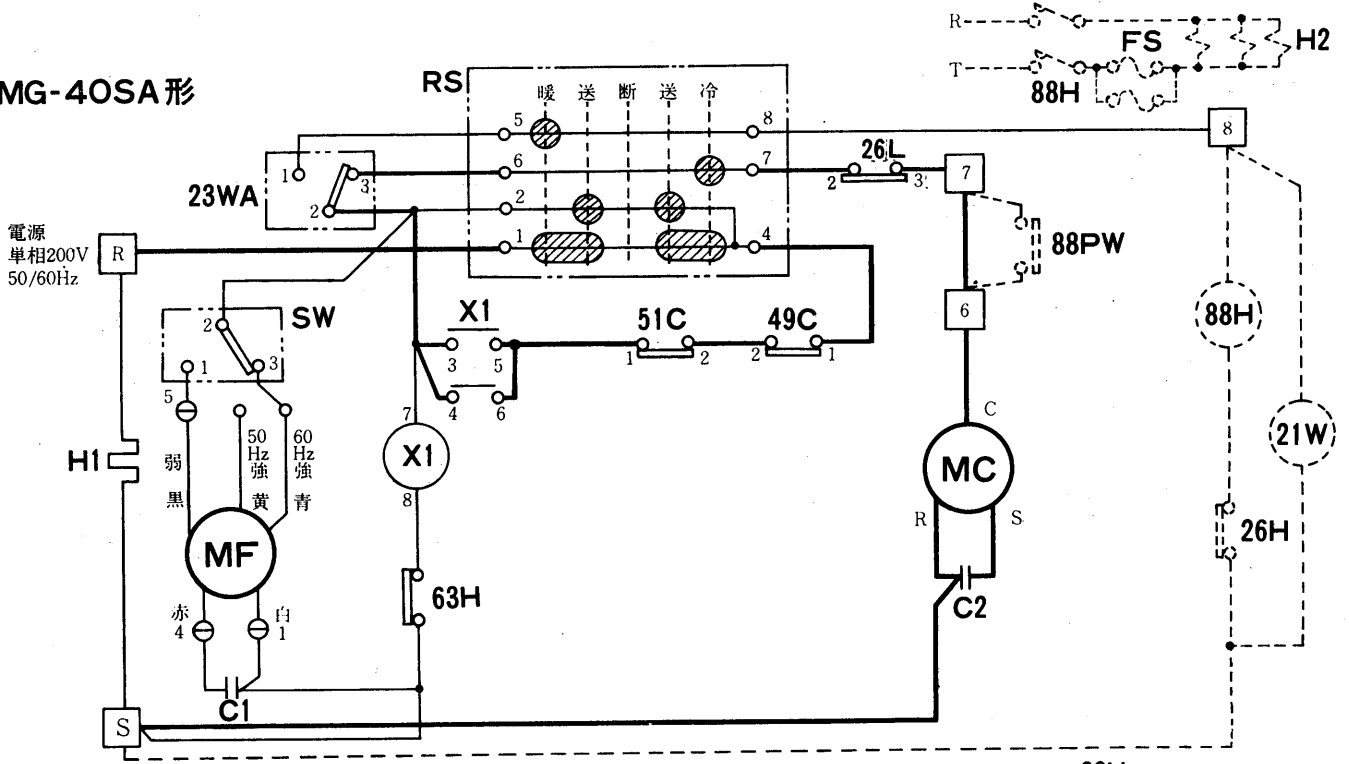 MG-40SA形
RS
暖 送 断 送 冷
5
8
6
7
2
1
4
R
T
FS
H2
88H
8
26L
2
3
7
1
3
2
23WA
電源
単相200V
50/60Hz
R
88PW
6
SW
2
1
3
X1
3
5
4
6
51C
1
2
49C
2
1
88H
5
弱
黒
50
Hz
強
黄
60
Hz
強
青
H1
7
X1
8
C
MC
R
S
C2
21W
26H
MF
赤
4
白
1
63H
C1
S